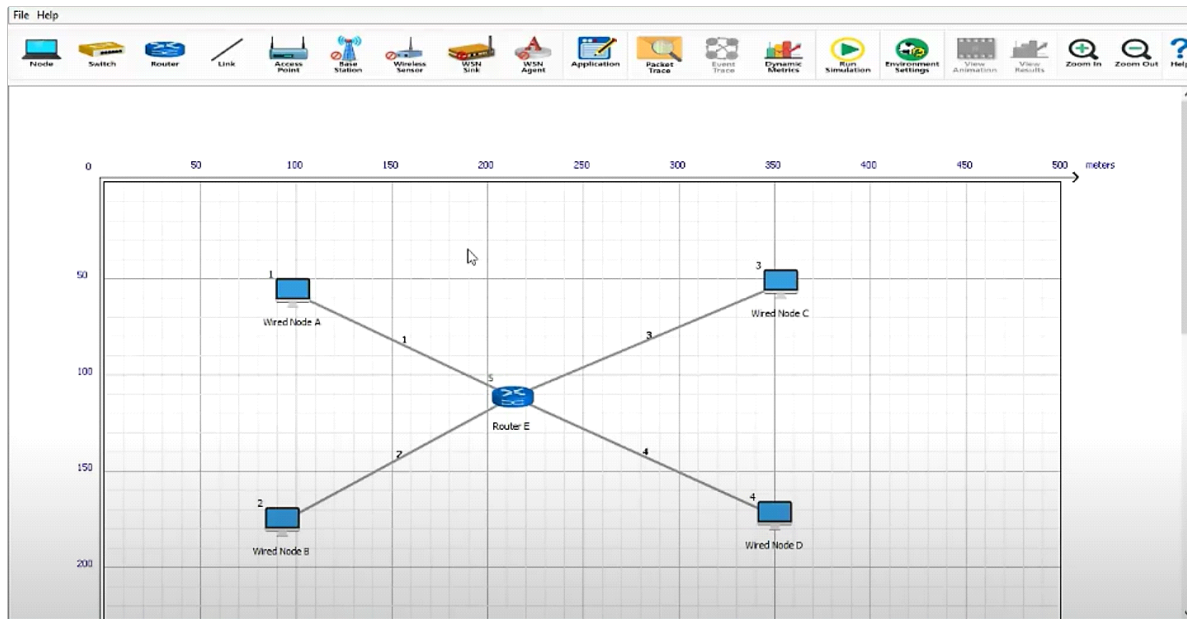 File Help
Node Switch Router Link Access Point Base Station Wireless Sensor WSN Sink WSN Agent Application Packet Trace Event Trace Dynamic Metrics Run Simulation Environment Settings View Animation View Results Zoom In Zoom Out Help
0 50 100 150 200 250 300 350 400 450 500 meters
50
1
Wired Node A
3
Wired Node C
1
3
100
5
Router E
150
2
4
2
Wired Node B
4
Wired Node D
200